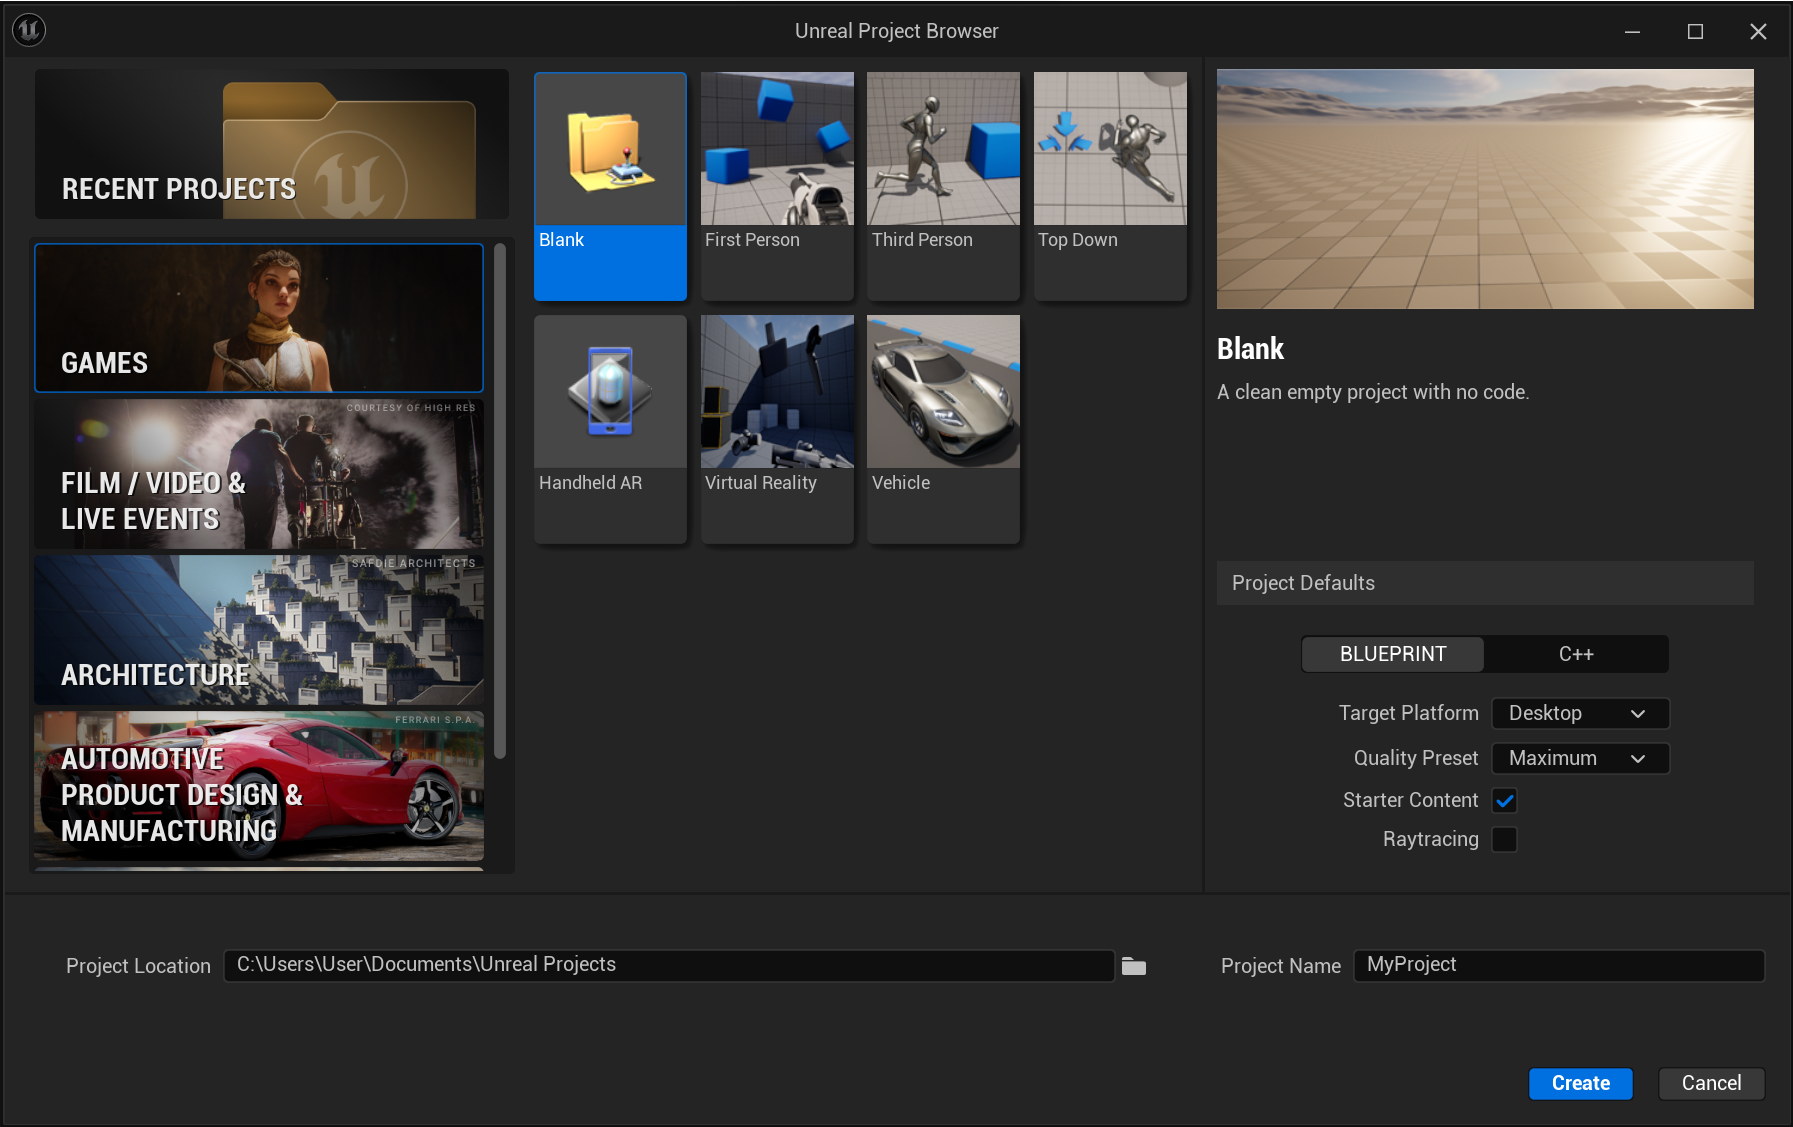 Unreal Project Browser
RECENT PROJECTS
GAMES
COURTESY OF HIGH RES
FILM / VIDEO &
LIVE EVENTS
SAFDIE ARCHITECTS
ARCHITECTURE
FERRARI S.P.A.
AUTOMOTIVE
PRODUCT DESIGN &
MANUFACTURING
Blank
First Person
Third Person
Top Down
Handheld AR
Virtual Reality
Vehicle
Blank
A clean empty project with no code.
Project Defaults
BLUEPRINT
C++
Target Platform
Desktop
Quality Preset
Maximum
Starter Content
Raytracing
Project Location
C:\Users\User\Documents\Unreal Projects
Project Name
MyProject
Create
Cancel